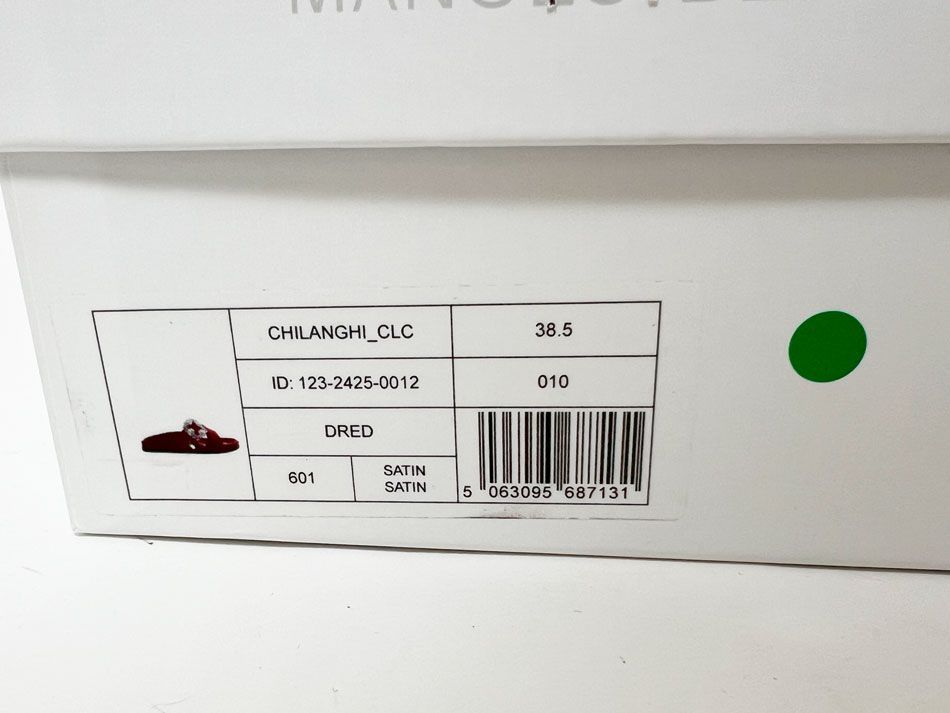 CHILANGHI_CLC
38.5
ID: 123-2425-0012
010
DRED
601
SATIN
SATIN
5 063095 687131